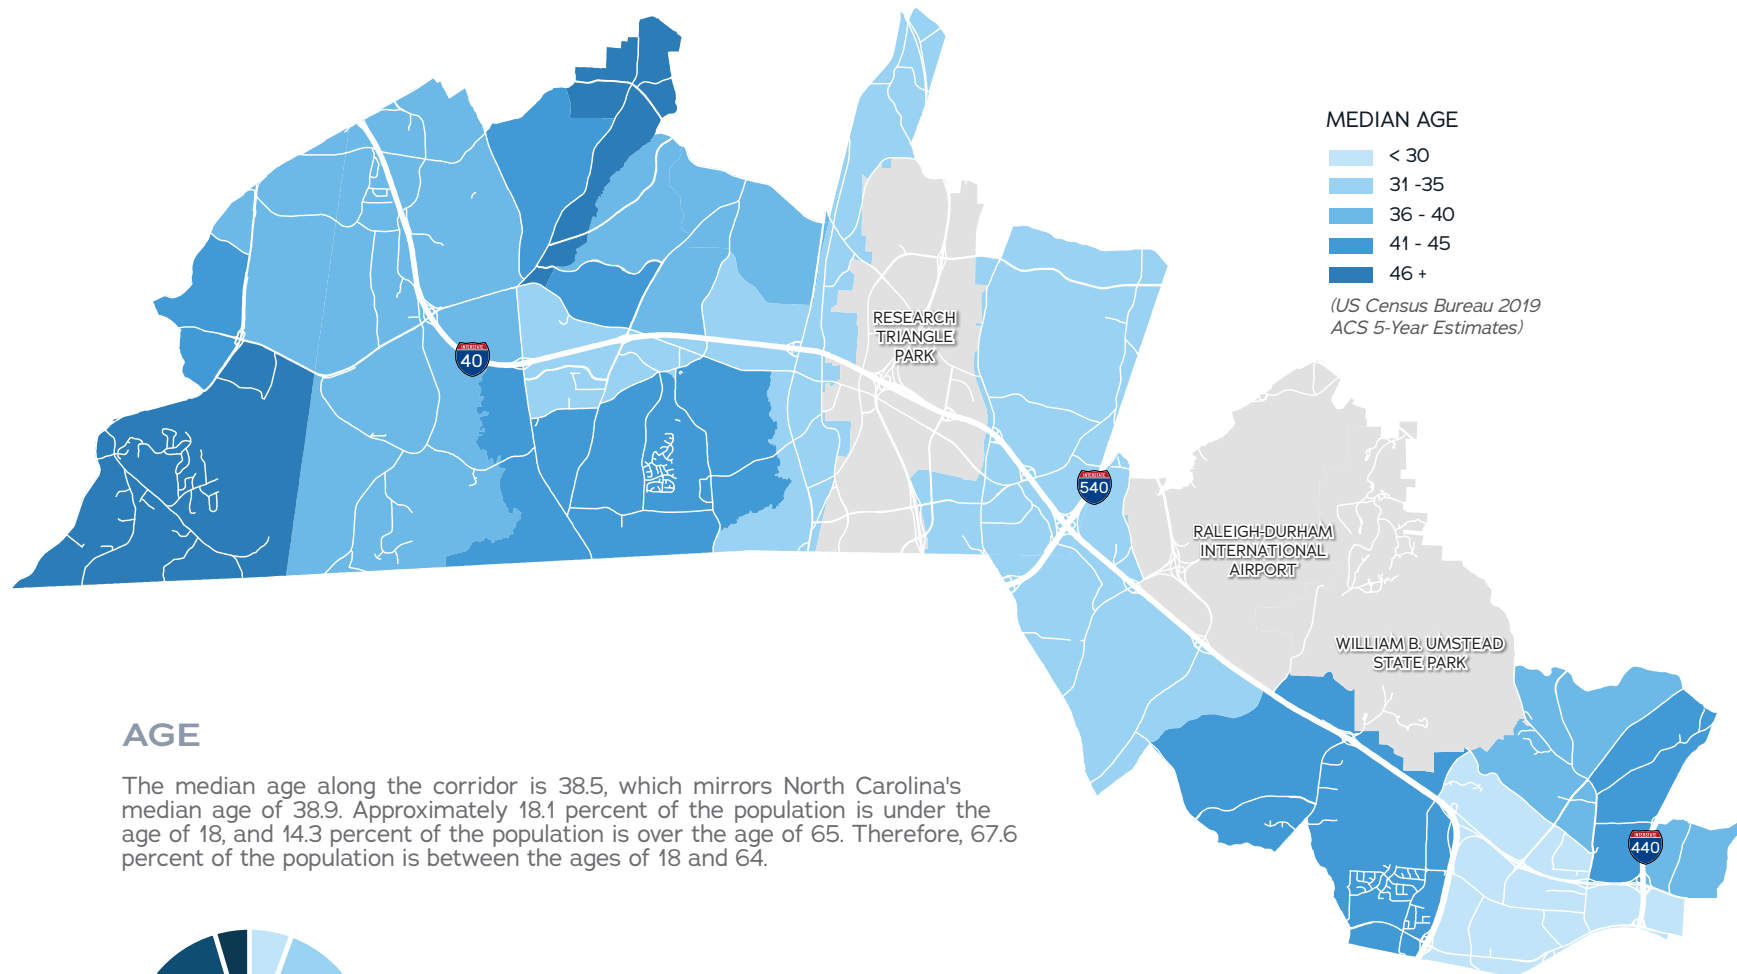 MEDIAN AGE
< 30
31 -35
36 - 40
41 - 45
46 +
(US Census Bureau 2019
ACS 5-Year Estimates)
RESEARCH
TRIANGLE
PARK
INTERSTATE
40
INTERSTATE
540
RALEIGH-DURHAM
INTERNATIONAL
AIRPORT
WILLIAM B. UMSTEAD
STATE PARK
INTERSTATE
440
AGE
The median age along the corridor is 38.5, which mirrors North Carolina's
median age of 38.9. Approximately 18.1 percent of the population is under the
age of 18, and 14.3 percent of the population is over the age of 65. Therefore, 67.6
percent of the population is between the ages of 18 and 64.